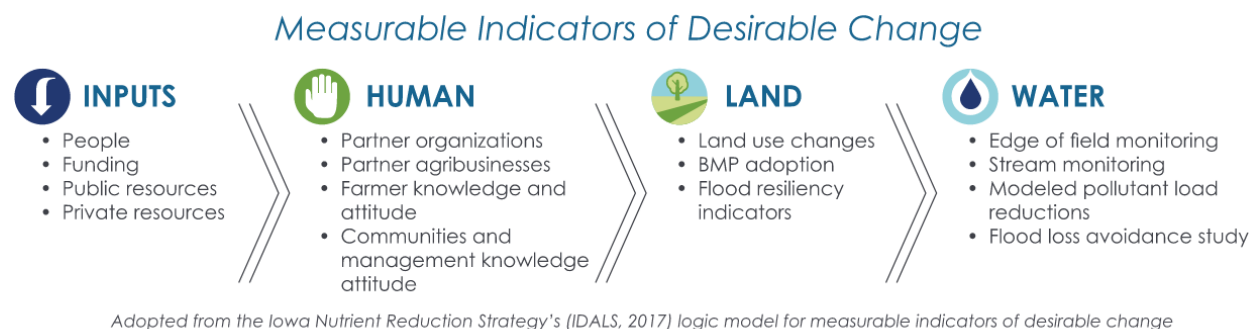 Measurable Indicators of Desirable Change
INPUTS
• People
• Funding
• Public resources
• Private resources
HUMAN
• Partner organizations
• Partner agribusinesses
• Farmer knowledge and
attitude
• Communities and
management knowledge
attitude
LAND
• Land use changes
• BMP adoption
• Flood resiliency
indicators
WATER
• Edge of field monitoring
• Stream monitoring
• Modeled pollutant load
reductions
• Flood loss avoidance study
Adopted from the Iowa Nutrient Reduction Strategy's (IDALS, 2017) logic model for measurable indicators of desirable change